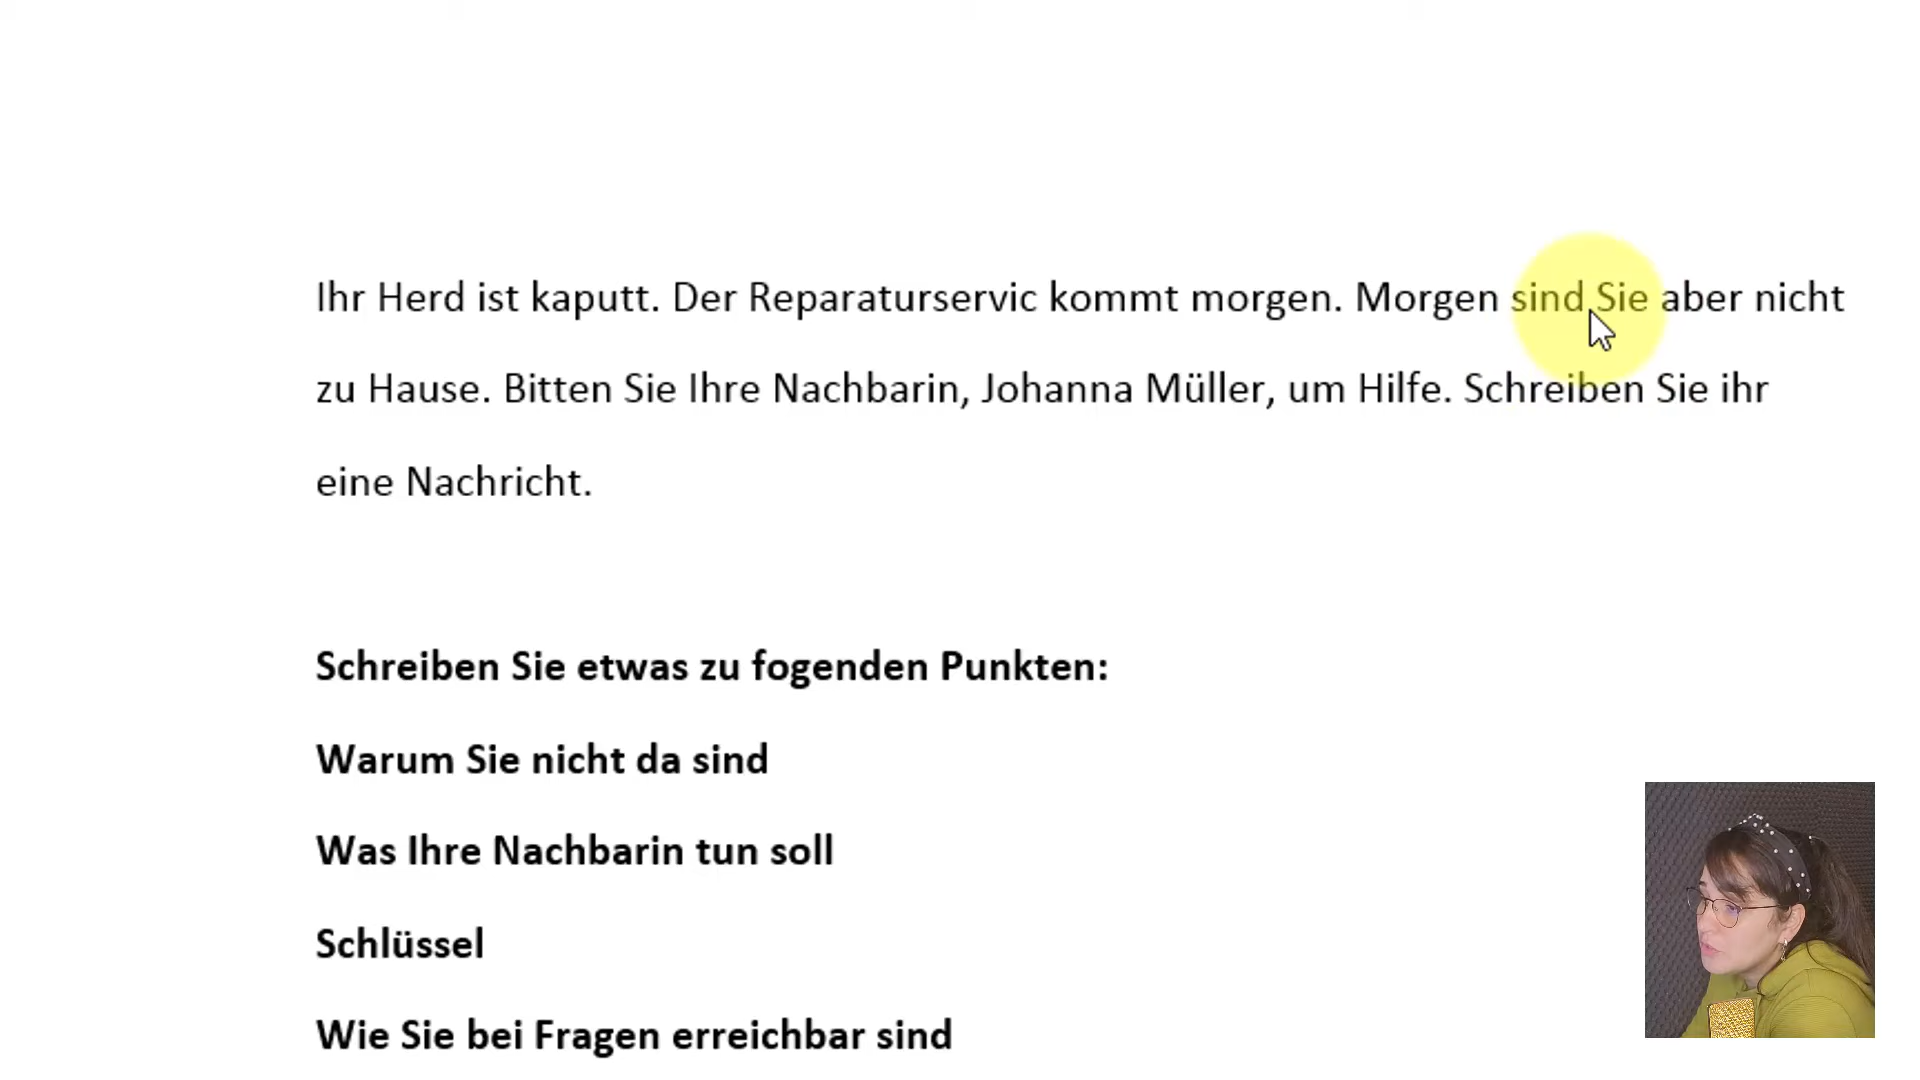 Ihr Herd ist kaputt. Der Reparaturservic kommt morgen. Morgen sind Sie aber nicht
zu Hause. Bitten Sie Ihre Nachbarin, Johanna Müller, um Hilfe. Schreiben Sie ihr
eine Nachricht.
Schreiben Sie etwas zu fogenden Punkten:
Warum Sie nicht da sind
Was Ihre Nachbarin tun soll
Schlüssel
Wie Sie bei Fragen erreichbar sind